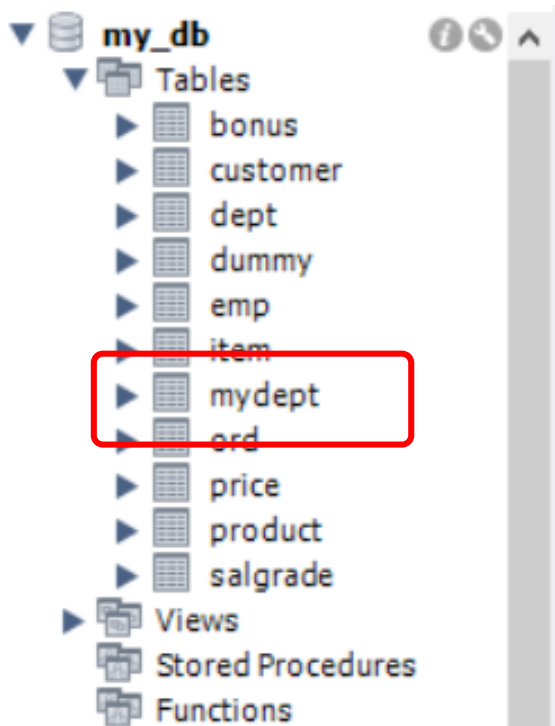 my_db
Tables
bonus
customer
dept
dummy
emp
item
mydept
ord
price
product
salgrade
Views
Stored Procedures
Functions